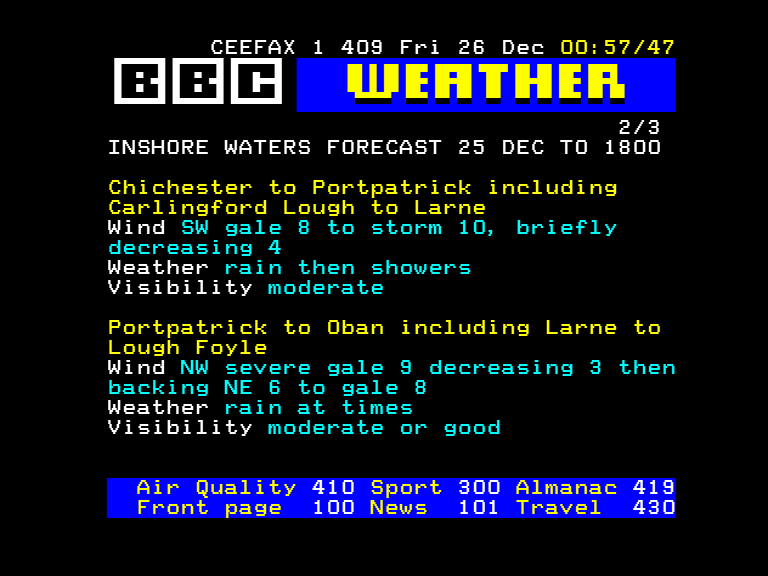 CEEFAX 1 409 Fri 26 Dec 00:57/47
BBC WEATHER
2/3
INSHORE WATERS FORECAST 25 DEC TO 1800
Chichester to Portpatrick including
Carlingford Lough to Larne
Wind SW gale 8 to storm 10, briefly
decreasing 4
Weather rain then showers
Visibility moderate
Portpatrick to Oban including Larne to
Lough Foyle
Wind NW severe gale 9 decreasing 3 then
backing NE 6 to gale 8
Weather rain at times
Visibility moderate or good
Air Quality 410 Sport 300 Almanac 419
Front page 100 News 101 Travel 430